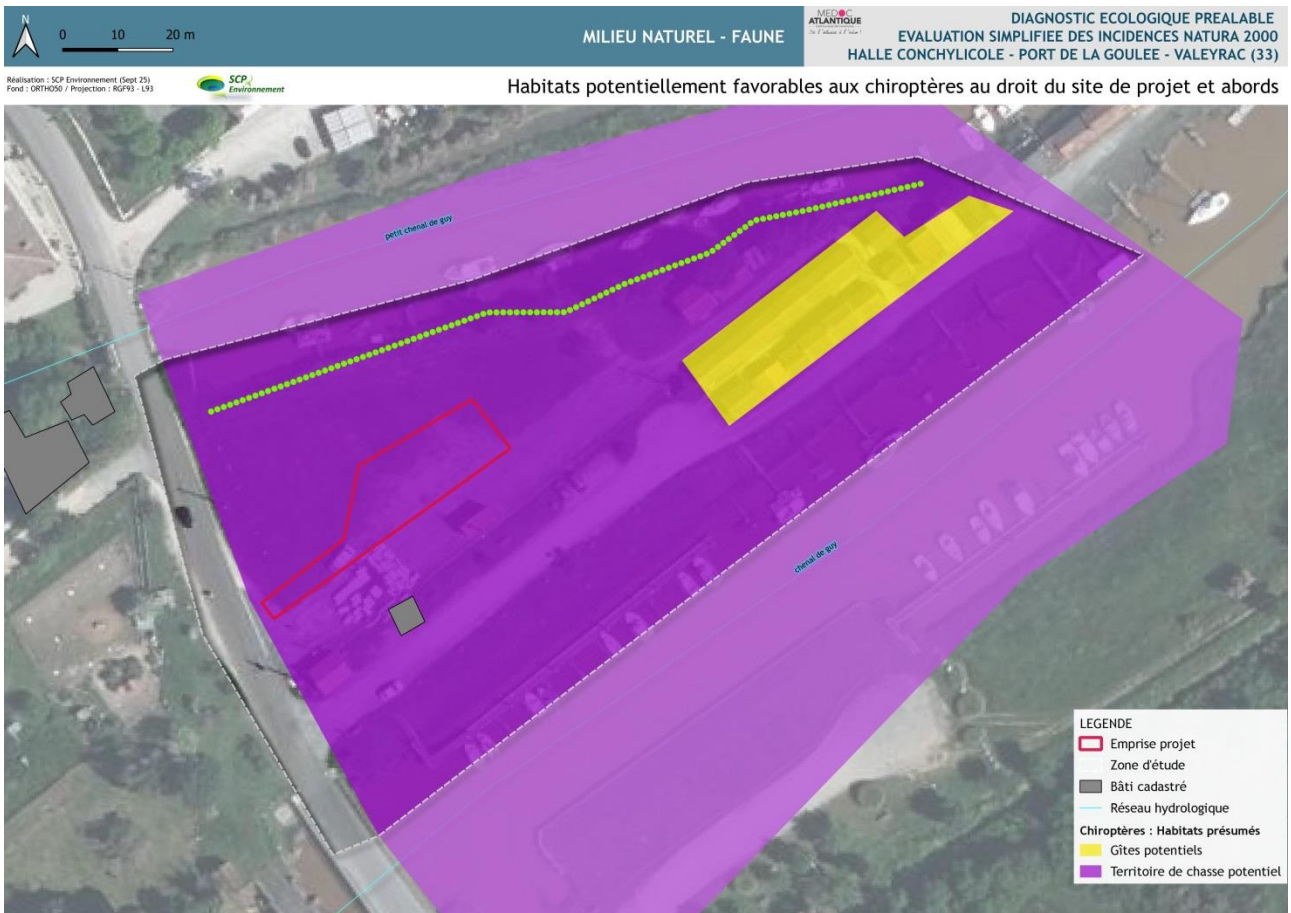 N
0 10 20 m
MILIEU NATUREL - FAUNE
MEDOC
ATLANTIQUE
DIAGNOSTIC ECOLOGIQUE PREALABLE
EVALUATION SIMPLIFIEE DES INCIDENCES NATURA 2000
HALLE CONCHYLICOLE - PORT DE LA GOULEE - VALEYRAC (33)
Réalisation : SCP Environnement (Sept 25)
Fond : ORTHO50 / Projection : RGF93 - L93
SCP
Environnement
Habitats potentiellement favorables aux chiroptères au droit du site de projet et abords
petit chenal de guy
chenal de guy
LEGENDE
Emprise projet
Zone d'étude
Bâti cadastré
Réseau hydrologique
Chiroptères : Habitats présumés
Gîtes potentiels
Territoire de chasse potentiel